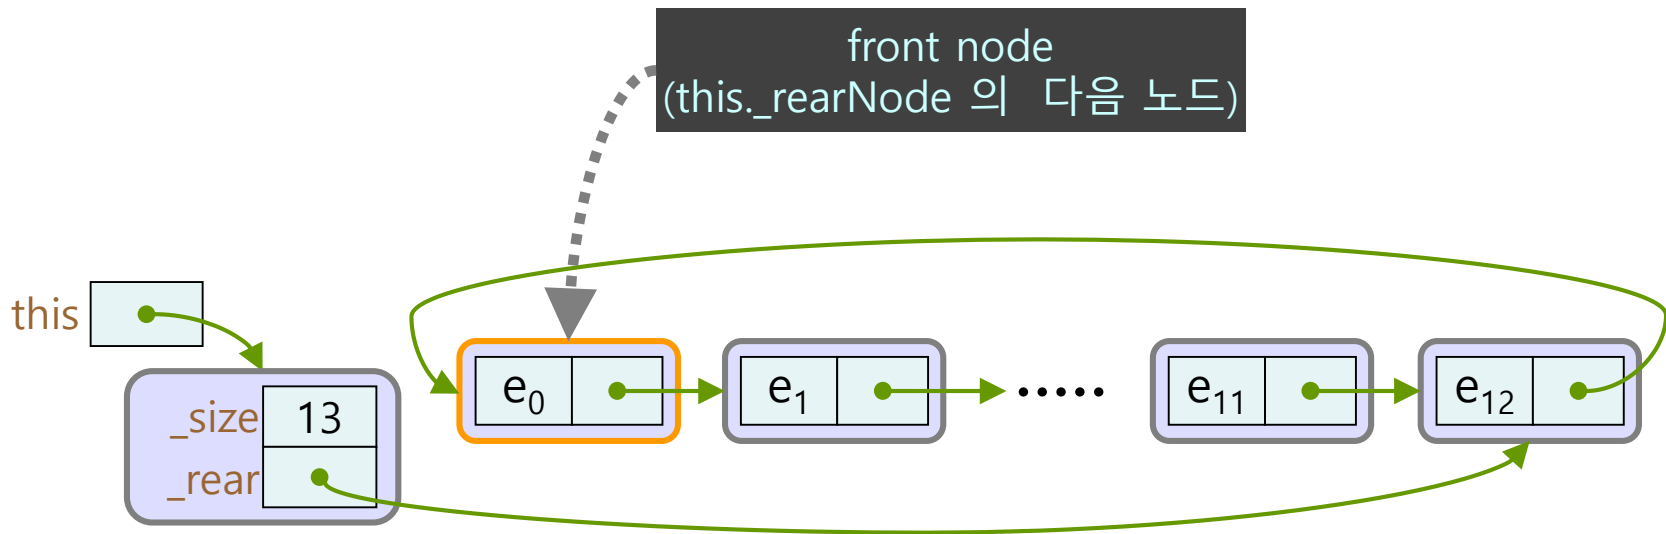 front node
(this._rearNode 의 다음 노드)
this
_size 13
_rear
e0 e1 ····· e11 e12